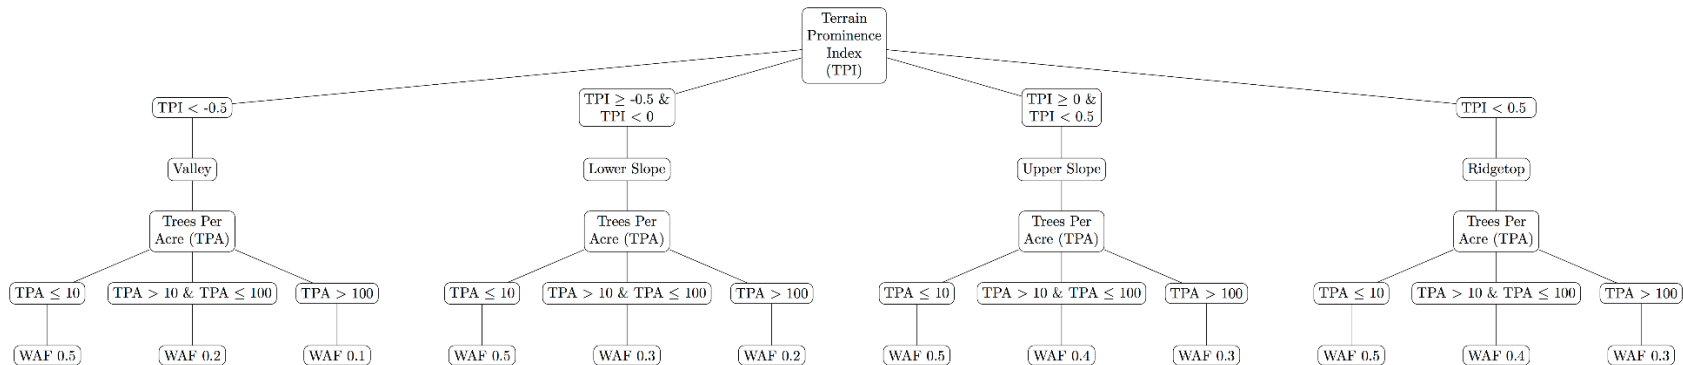 Terrain
Prominence
Index
(TPI)
TPI < -0.5
TPI ≥ -0.5 &
TPI < 0
TPI ≥ 0 &
TPI < 0.5
TPI < 0.5
Valley
Lower Slope
Upper Slope
Ridgetop
Trees Per
Acre (TPA)
Trees Per
Acre (TPA)
Trees Per
Acre (TPA)
Trees Per
Acre (TPA)
TPA ≤ 10
TPA > 10 & TPA ≤ 100
TPA > 100
TPA ≤ 10
TPA > 10 & TPA ≤ 100
TPA > 100
TPA ≤ 10
TPA > 10 & TPA ≤ 100
TPA > 100
TPA ≤ 10
TPA > 10 & TPA ≤ 100
TPA > 100
WAF 0.5
WAF 0.2
WAF 0.1
WAF 0.5
WAF 0.3
WAF 0.2
WAF 0.5
WAF 0.4
WAF 0.3
WAF 0.5
WAF 0.4
WAF 0.3